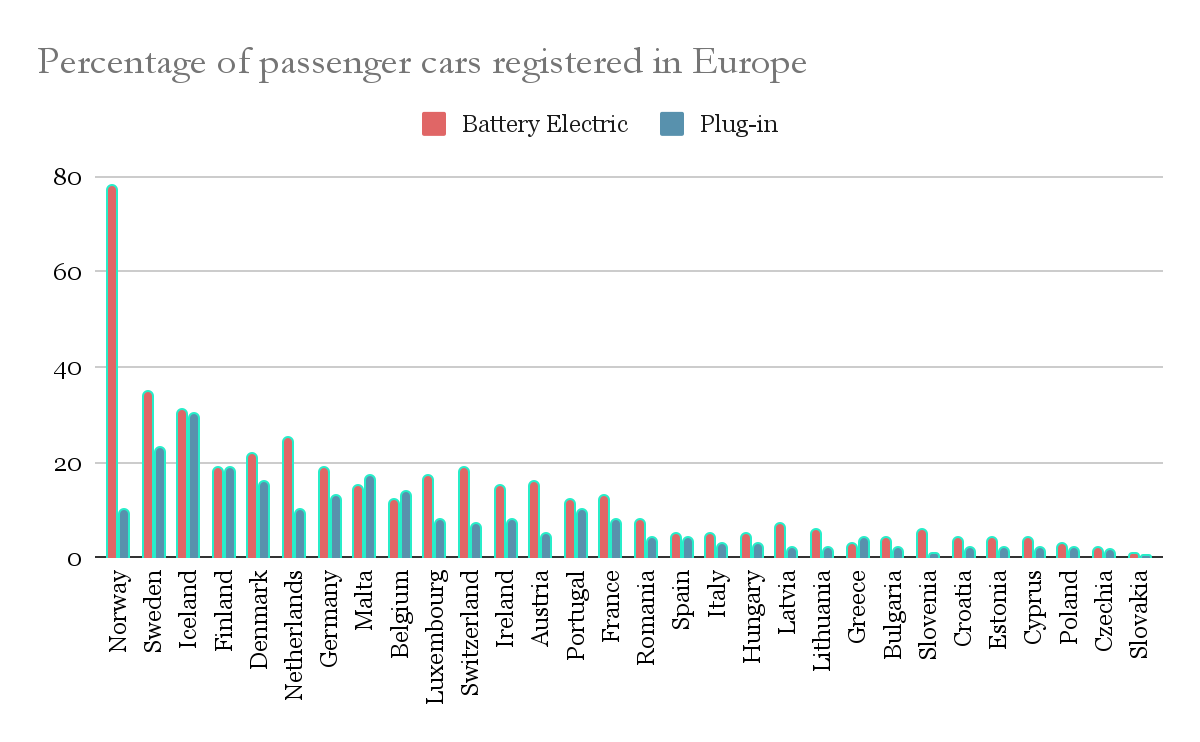 Percentage of passenger cars registered in Europe
Battery Electric
Plug-in
80
60
40
20
0
Norway
Sweden
Iceland
Finland
Denmark
Netherlands
Germany
Malta
Belgium
Luxembourg
Switzerland
Ireland
Austria
Portugal
France
Romania
Spain
Italy
Hungary
Latvia
Lithuania
Greece
Bulgaria
Slovenia
Croatia
Estonia
Cyprus
Poland
Czechia
Slovakia